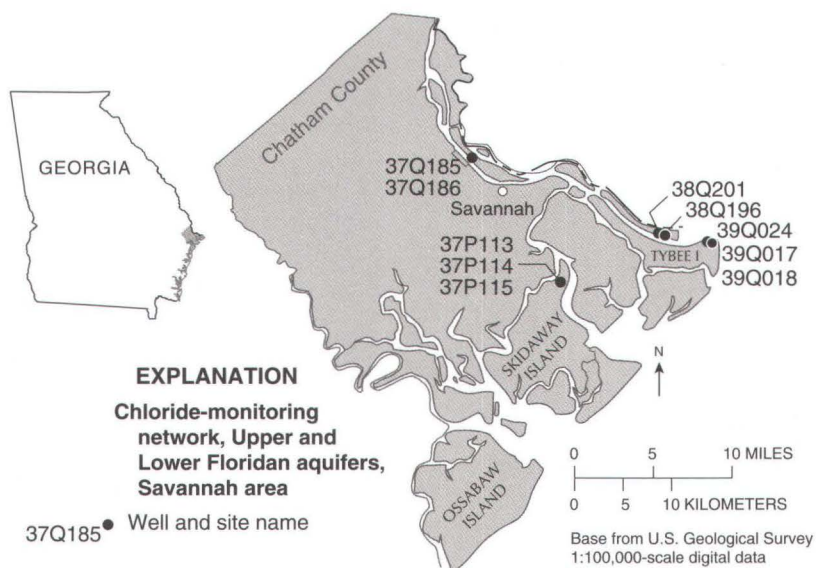 Chatham County
GEORGIA
37Q185
37Q186
Savannah
38Q201
38Q196
39Q024
39Q017
39Q018
TYBEE I
37P113
37P114
37P115
SKIDAWAY
ISLAND
N
OSSABAW
ISLAND
EXPLANATION
Chloride-monitoring
network, Upper and
Lower Floridan aquifers,
Savannah area
37Q185 Well and site name
0 5 10 MILES
0 5 10 KILOMETERS
Base from U.S. Geological Survey
1:100,000-scale digital data